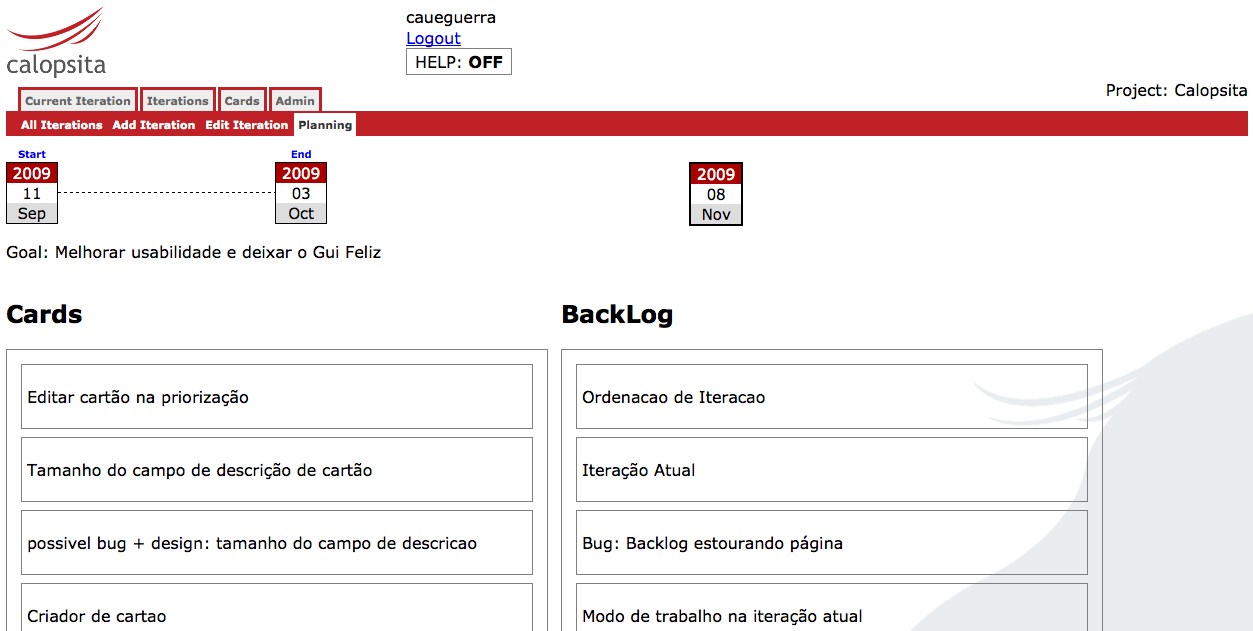 calopsita
caueguerra
Logout
HELP: OFF
Project: Calopsita
Current Iteration Iterations Cards Admin
All Iterations Add Iteration Edit Iteration Planning
Start End
2009 2009 2009
11 03 08
Sep Oct Nov
Goal: Melhorar usabilidade e deixar o Gui Feliz
Cards BackLog
Editar cartão na priorização Ordenacao de Iteracao
Tamanho do campo de descrição de cartão Iteração Atual
possivel bug + design: tamanho do campo de descricao Bug: Backlog estourando página
Criador de cartao Modo de trabalho na iteração atual